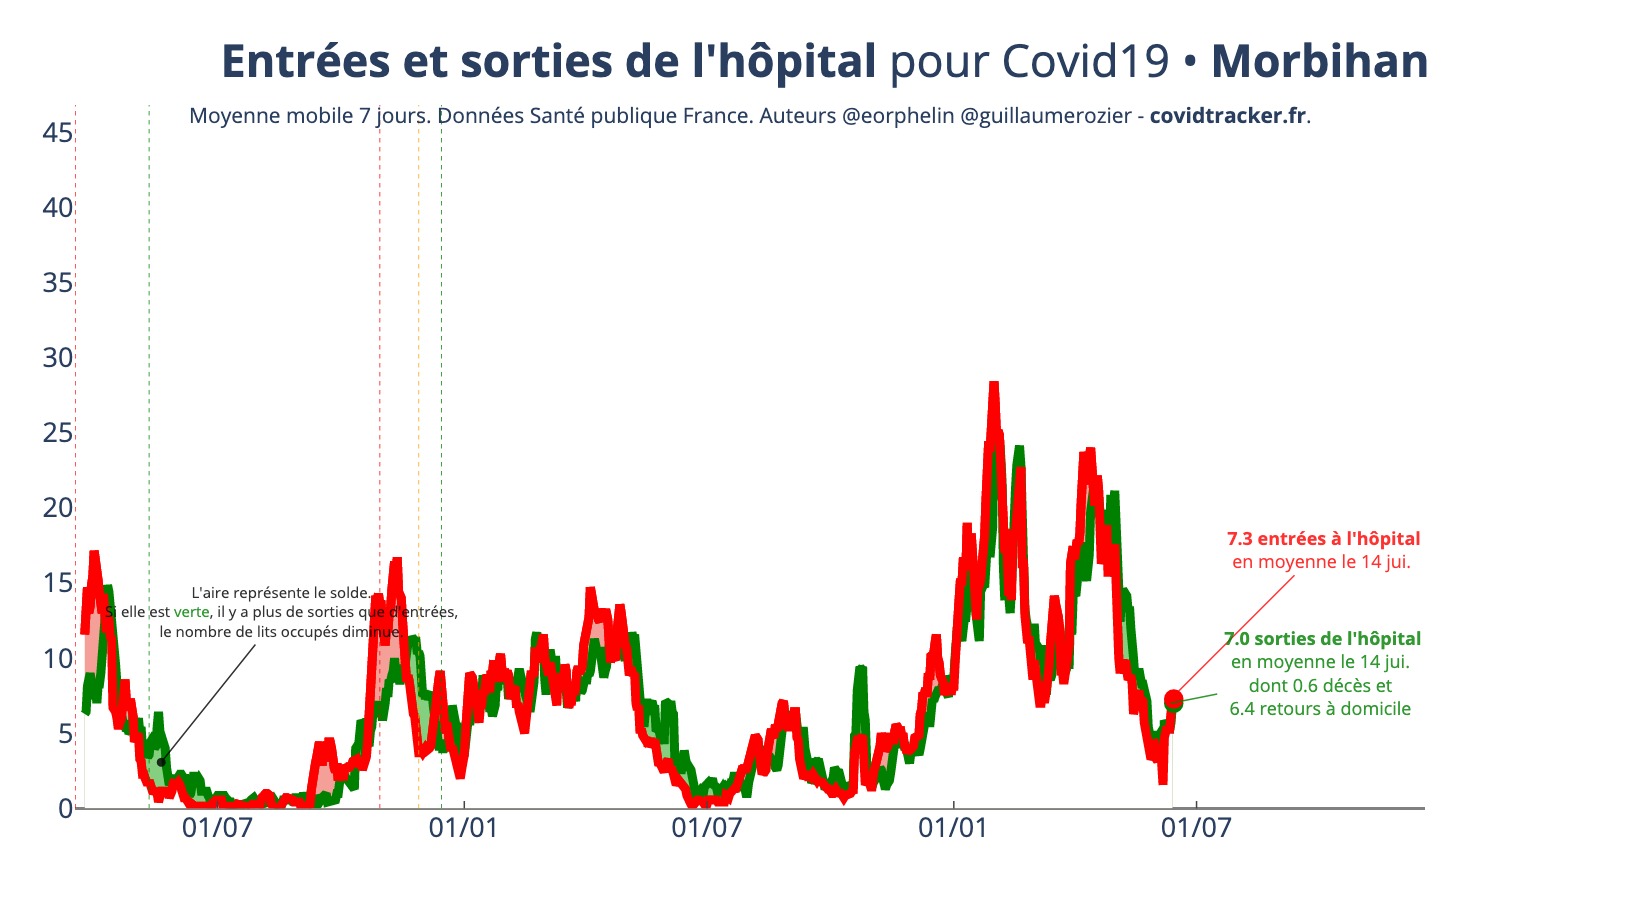 Entrées et sorties de l'hôpital pour Covid19 • Morbihan
Moyenne mobile 7 jours. Données Santé publique France. Auteurs @eorphelin @guillaumerozier - covidtracker.fr.
45
40
35
30
25
20
15
10
5
0
L'aire représente le solde.
Si elle est verte, il y a plus de sorties que d'entrées,
le nombre de lits occupés diminue.
7.3 entrées à l'hôpital
en moyenne le 14 jui.
7.0 sorties de l'hôpital
en moyenne le 14 jui.
dont 0.6 décès et
6.4 retours à domicile
01/07
01/01
01/07
01/01
01/07